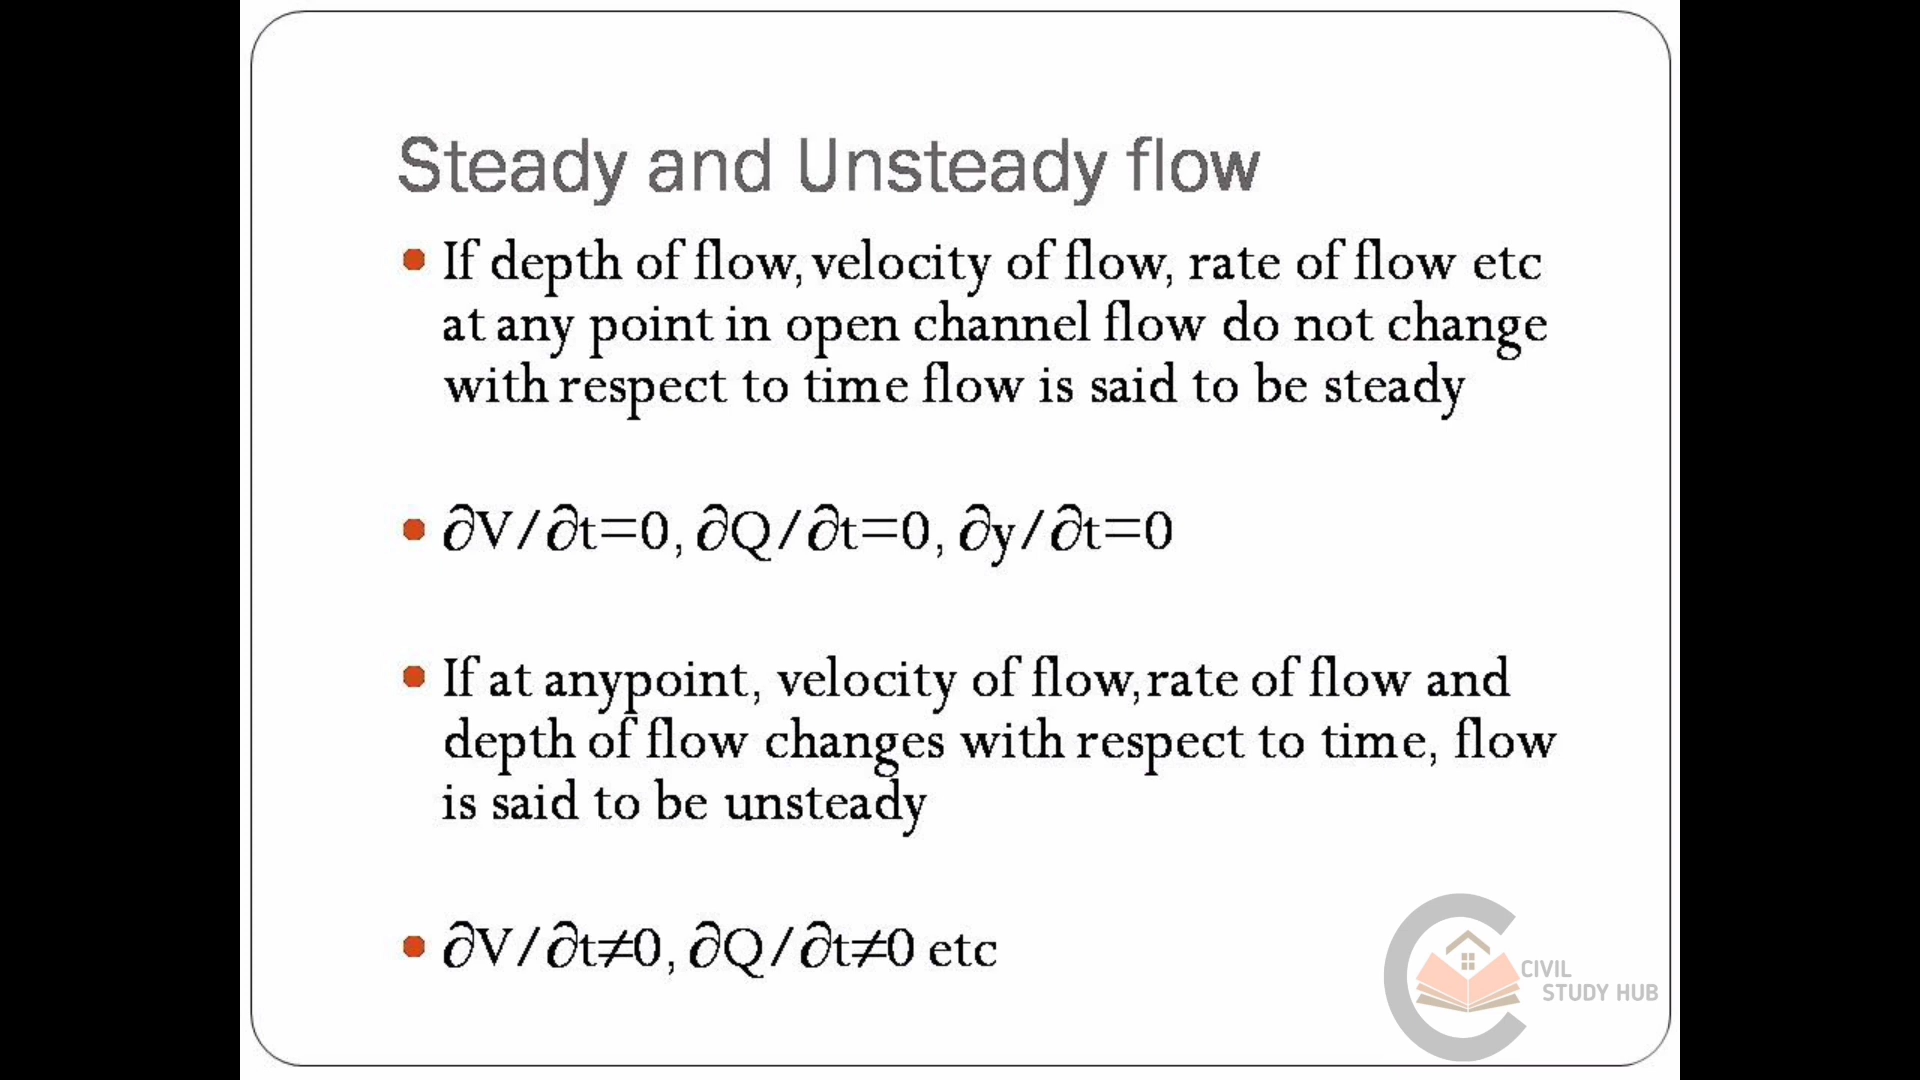 Steady and Unsteady flow
• If depth of flow, velocity of flow, rate of flow etc
at any point in open channel flow do not change
with respect to time flow is said to be steady
• ∂V/∂t=0, ∂Q/∂t=0, ∂y/∂t=0
• If at anypoint, velocity of flow, rate of flow and
depth of flow changes with respect to time, flow
is said to be unsteady
• ∂V/∂t≠0, ∂Q/∂t≠0 etc
CIVIL
STUDY HUB